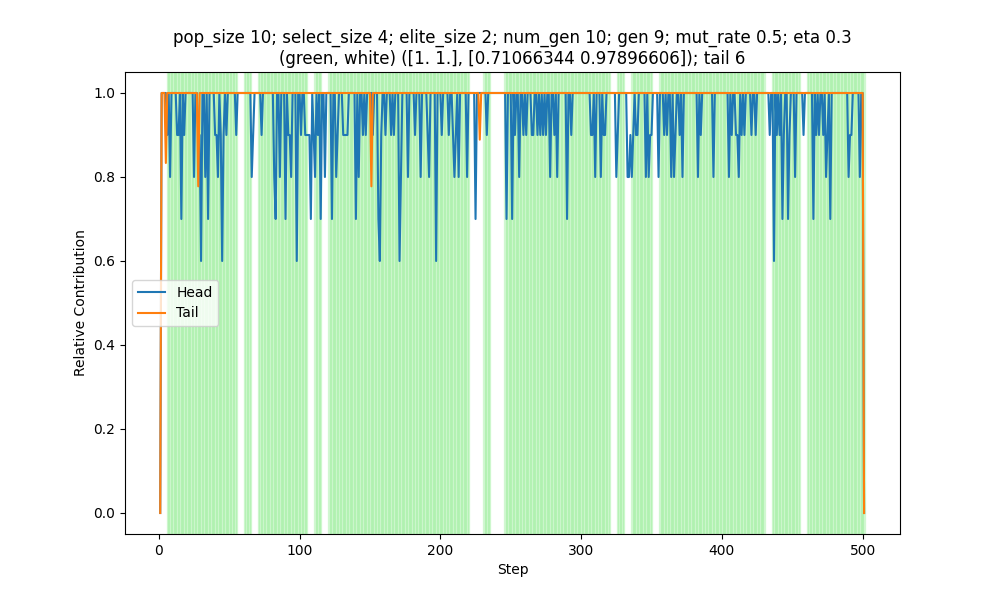 pop_size 10; select_size 4; elite_size 2; num_gen 10; gen 9; mut_rate 0.5; eta 0.3
(green, white) ([1. 1.], [0.71066344 0.97896606]); tail 6
1.0
0.8
0.6
0.4
0.2
0.0
Relative Contribution
Head
Tail
0
100
200
300
400
500
Step